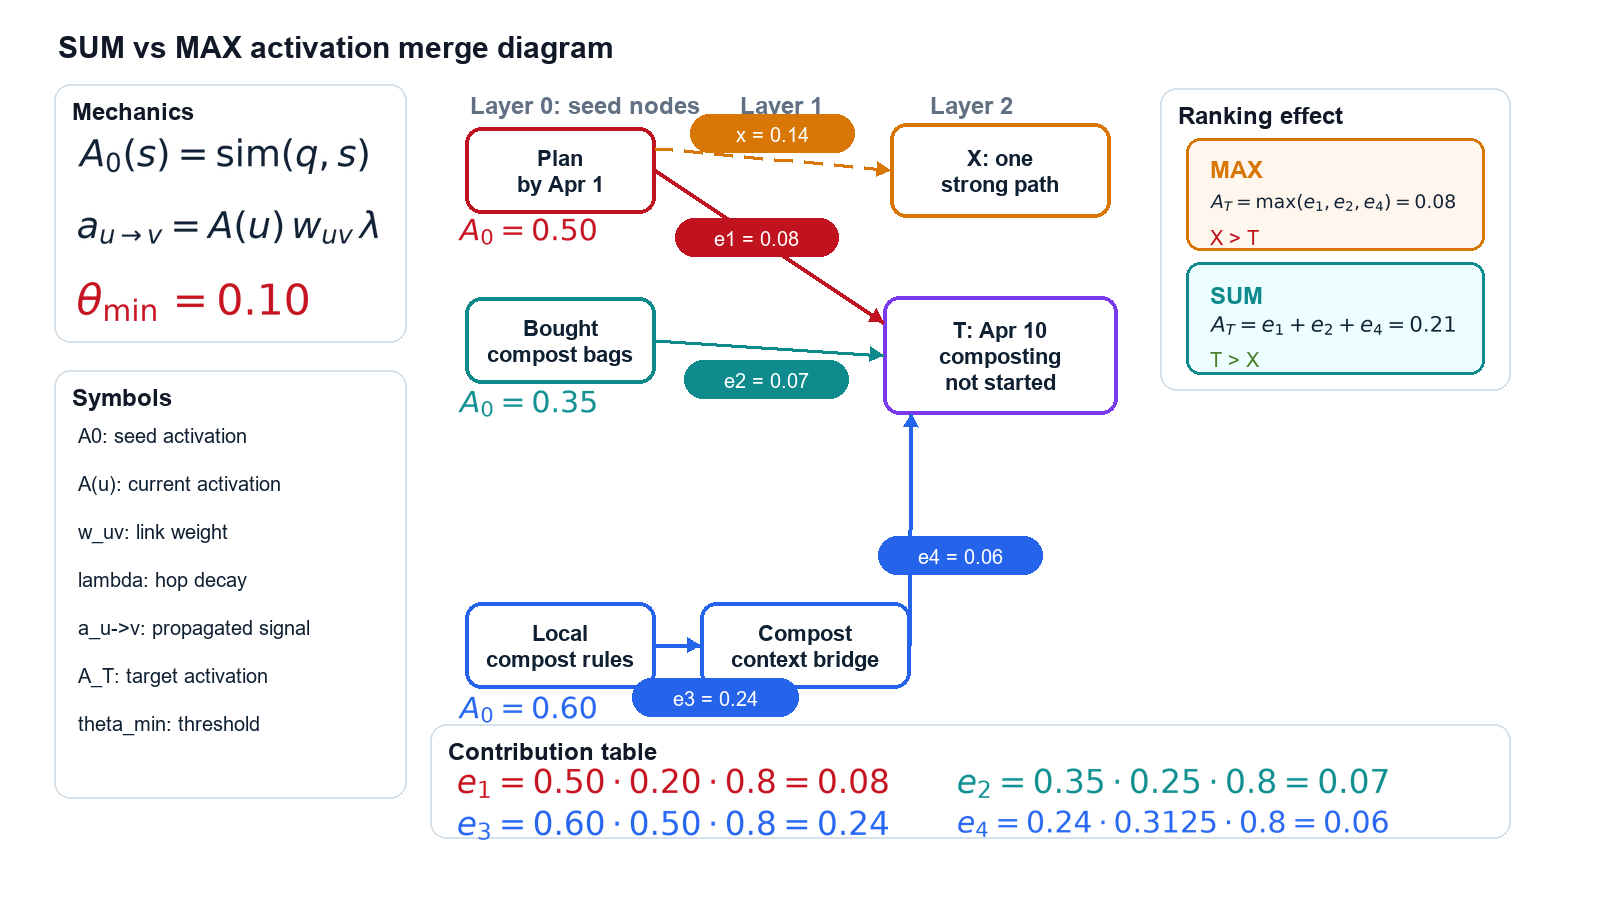 SUM vs MAX activation merge diagram
Mechanics
A₀(s) = sim(q, s)
a_{u→v} = A(u) w_{uv} λ
θ_min = 0.10
Symbols
A0: seed activation
A(u): current activation
w_uv: link weight
lambda: hop decay
a_u->v: propagated signal
A_T: target activation
theta_min: threshold
Layer 0: seed nodes
Layer 1
Layer 2
x = 0.14
Plan
by Apr 1
A₀ = 0.50
X: one
strong path
e1 = 0.08
Bought
compost bags
A₀ = 0.35
e2 = 0.07
T: Apr 10
composting
not started
e4 = 0.06
Local
compost rules
A₀ = 0.60
Compost
context bridge
e3 = 0.24
Ranking effect
MAX
A_T = max(e₁, e₂, e₄) = 0.08
X > T
SUM
A_T = e₁ + e₂ + e₄ = 0.21
T > X
Contribution table
e₁ = 0.50 · 0.20 · 0.8 = 0.08
e₂ = 0.35 · 0.25 · 0.8 = 0.07
e₃ = 0.60 · 0.50 · 0.8 = 0.24
e₄ = 0.24 · 0.3125 · 0.8 = 0.06